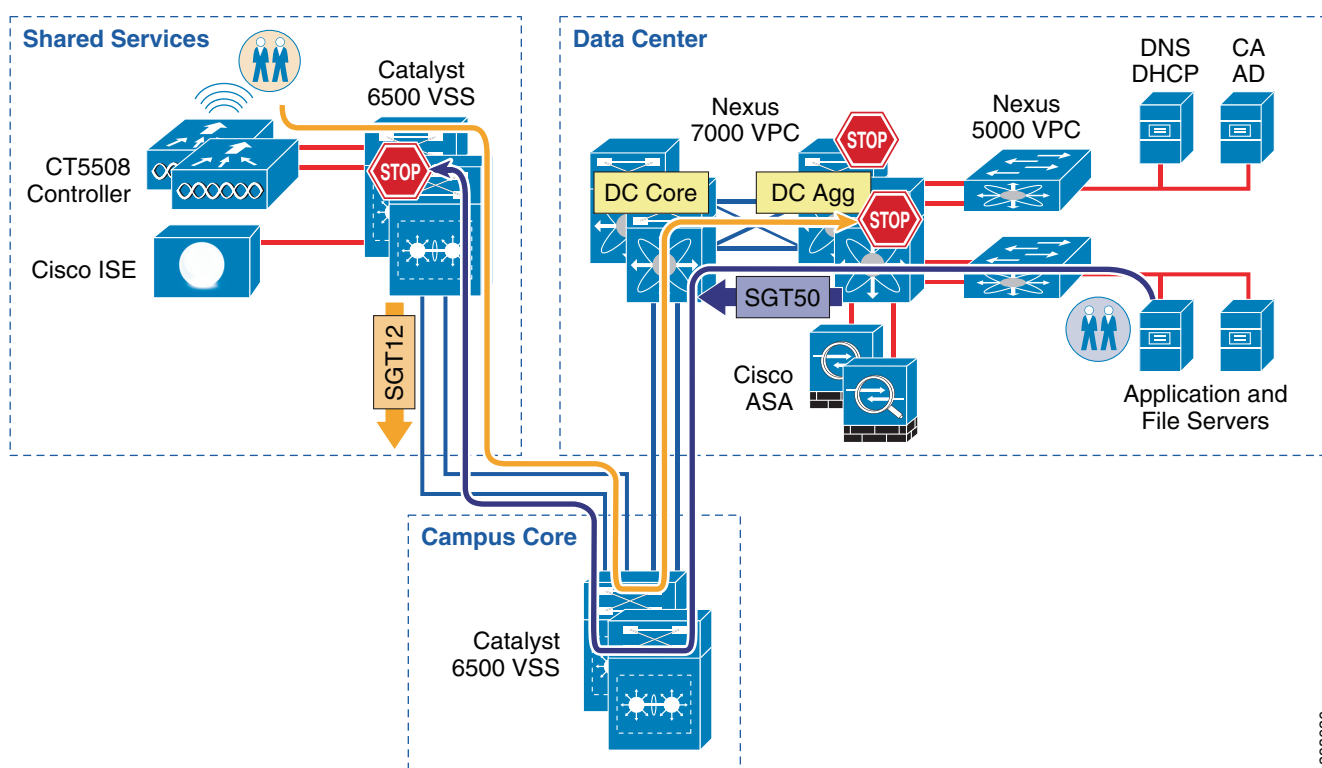 Shared Services
Catalyst
6500 VSS
CT5508
Controller
STOP
Cisco ISE
SGT12
Data Center
DNS
DHCP
CA
AD
Nexus
7000 VPC
Nexus
5000 VPC
STOP
DC Core
DC Agg
STOP
SGT50
Cisco
ASA
Application and
File Servers
Campus Core
Catalyst
6500 VSS